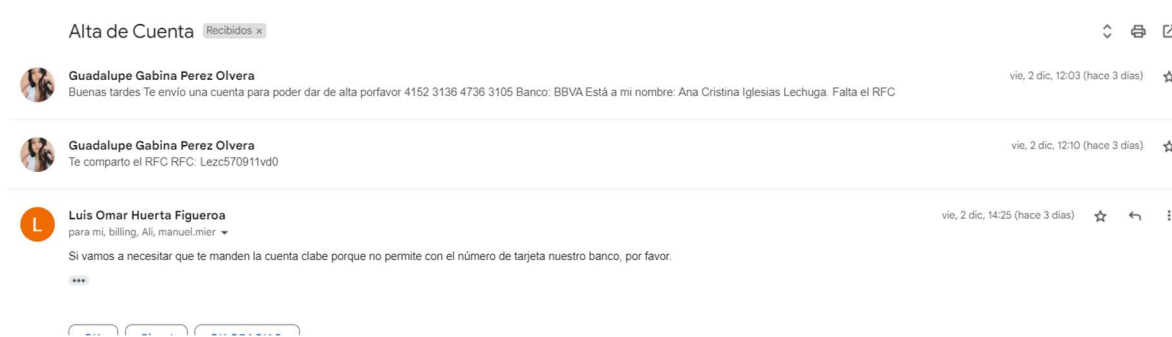 Alta de Cuenta Recibidos ×
Guadalupe Gabina Perez Olvera vie, 2 dic, 12:03 (hace 3 días)
Buenas tardes Te envío una cuenta para poder dar de alta porfavor 4152 3136 4736 3105 Banco: BBVA Está a mi nombre: Ana Cristina Iglesias Lechuga. Falta el RFC
Guadalupe Gabina Perez Olvera vie, 2 dic, 12:10 (hace 3 días)
Te comparto el RFC RFC: Lezc570911vd0
L
Luis Omar Huerta Figueroa vie, 2 dic, 14:25 (hace 3 días)
para mí, billing, Ali, manuel.mier
Si vamos a necesitar que te manden la cuenta clabe porque no permite con el número de tarjeta nuestro banco, por favor.